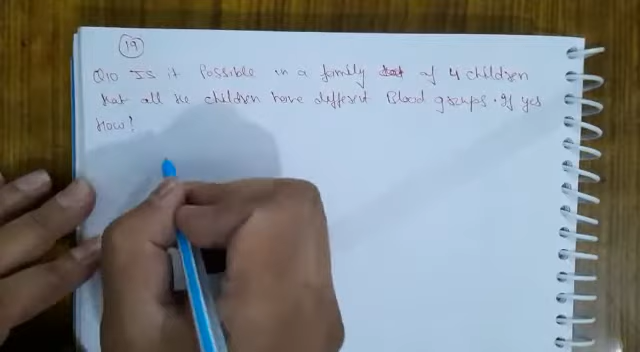 19
Q10 Is it Possible in a family of 4 children
that all the children have different Blood groups. If yes
How!